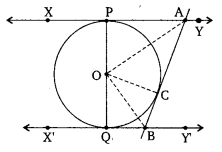 X P A Y
O
C
X' Q B Y'